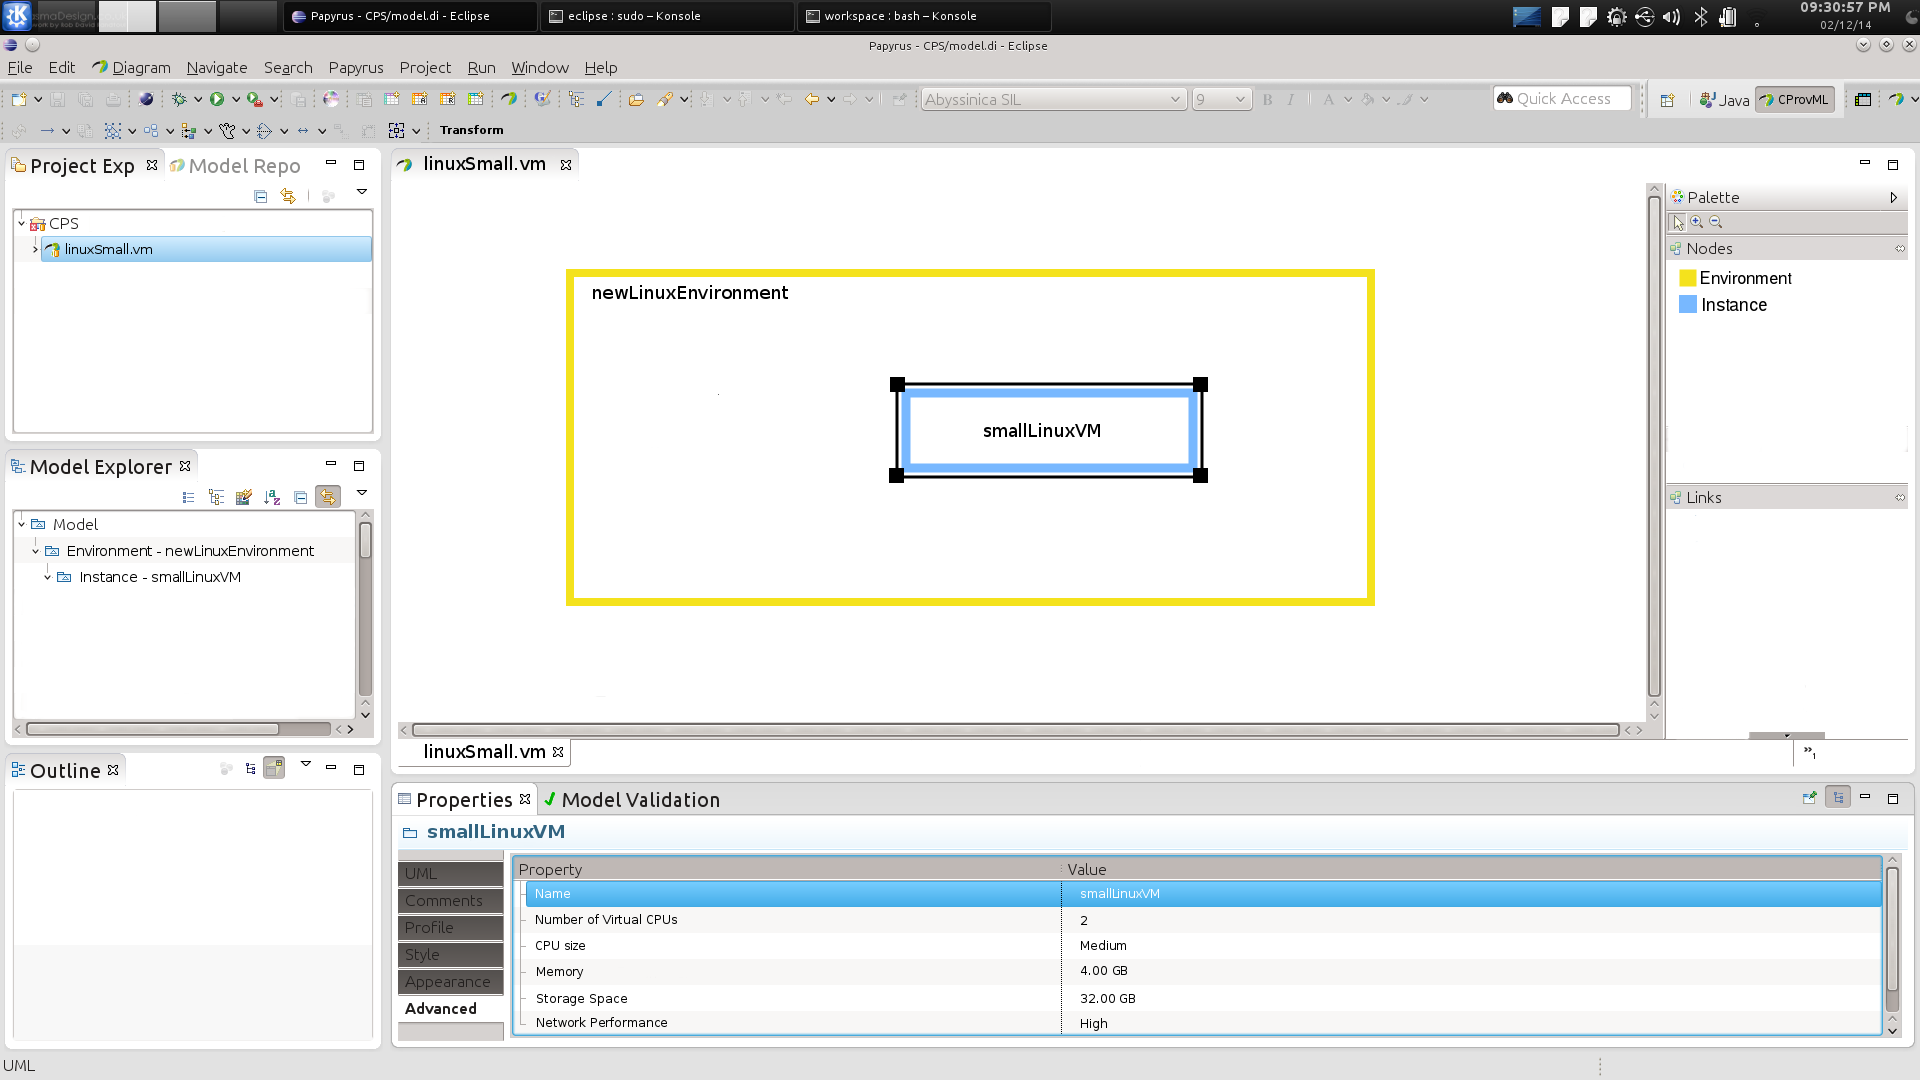 Papyrus - CPS/model.di - Eclipse
eclipse : sudo – Konsole
workspace : bash – Konsole
09:30:57 PM
02/12/14
Papyrus - CPS/model.di - Eclipse
File Edit Diagram Navigate Search Papyrus Project Run Window Help
Abyssinica SIL
9
B I A
Quick Access
Java
CProvML
Transform
Project Exp
Model Repo
CPS
linuxSmall.vm
Model Explorer
Model
Environment - newLinuxEnvironment
Instance - smallLinuxVM
Outline
linuxSmall.vm
newLinuxEnvironment
smallLinuxVM
Palette
Nodes
Environment
Instance
Links
linuxSmall.vm
»1
Properties
Model Validation
smallLinuxVM
UML
Comments
Profile
Style
Appearance
Advanced
Property Value
Name smallLinuxVM
Number of Virtual CPUs 2
CPU size Medium
Memory 4.00 GB
Storage Space 32.00 GB
Network Performance High
UML